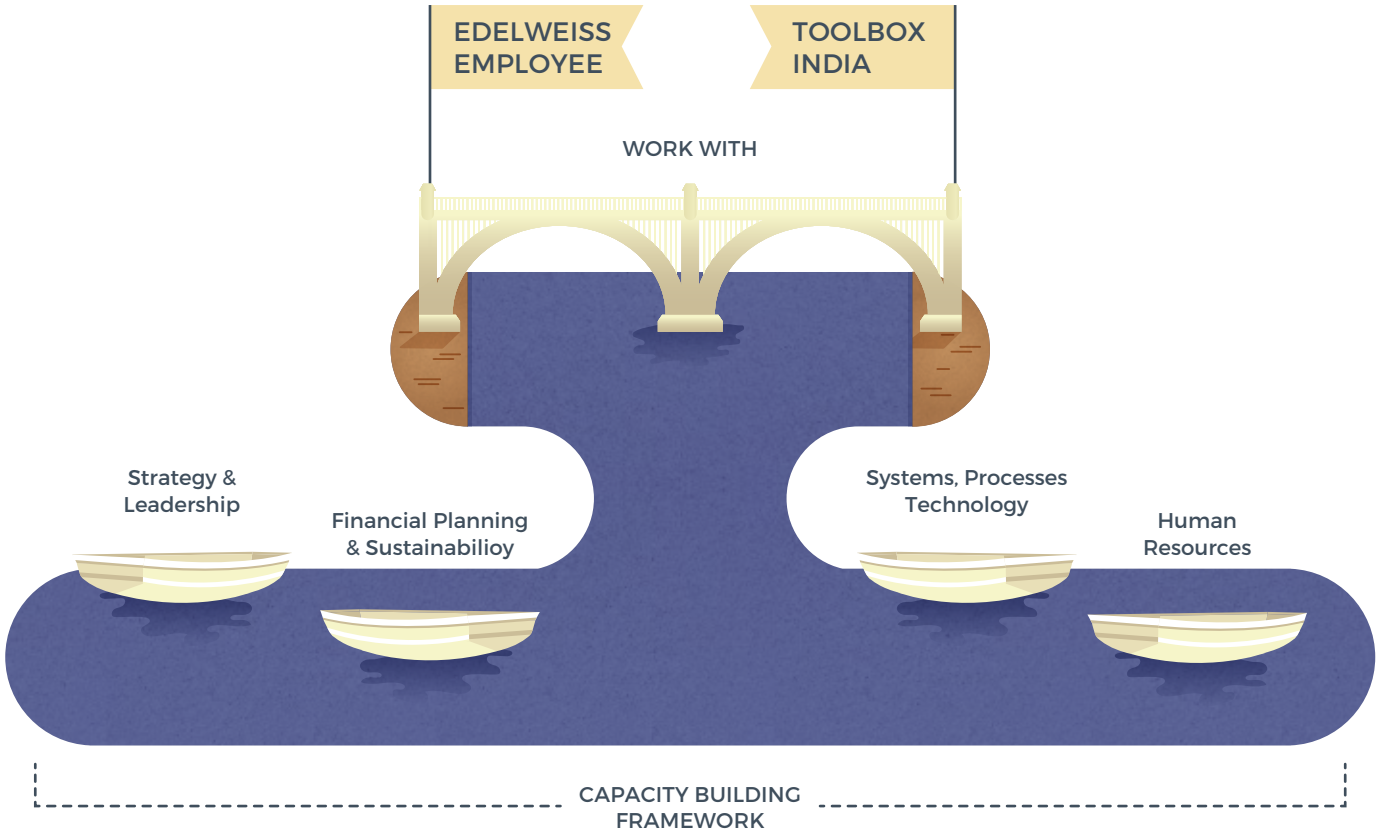 EDELWEISS
EMPLOYEE
TOOLBOX
INDIA
WORK WITH
Strategy &
Leadership
Financial Planning
& Sustainabilioy
Systems, Processes
Technology
Human
Resources
CAPACITY BUILDING
FRAMEWORK